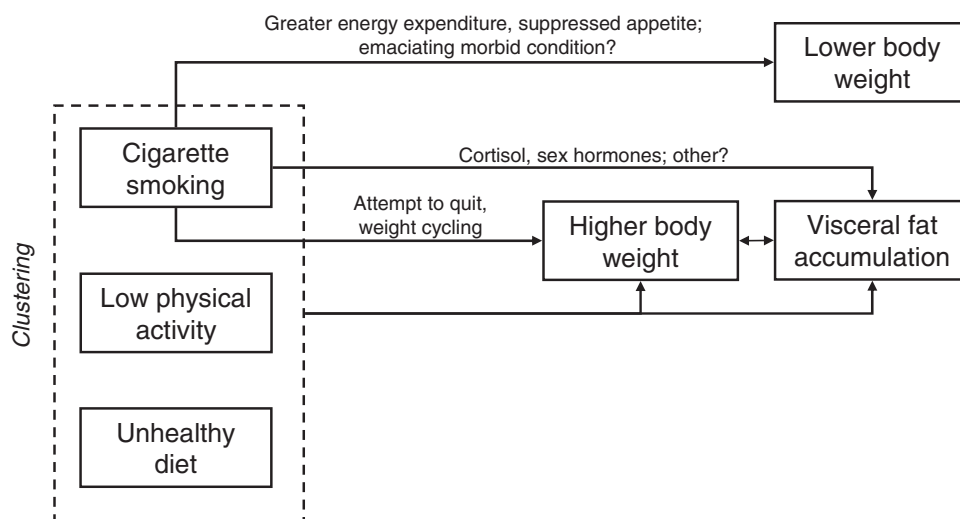 Greater energy expenditure, suppressed appetite;
emaciating morbid condition?
Lower body
weight
Cigarette
smoking
Cortisol, sex hormones; other?
Attempt to quit,
weight cycling
Higher body
weight
Visceral fat
accumulation
Clustering
Low physical
activity
Unhealthy
diet